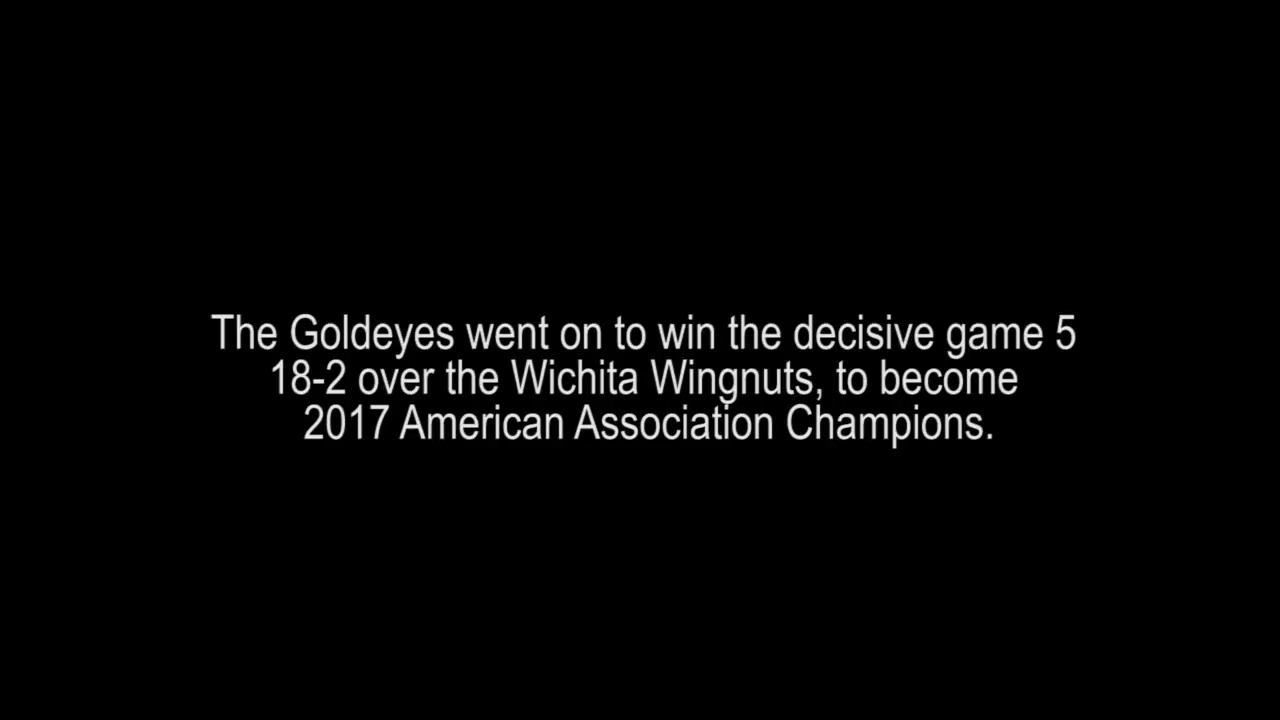 The Goldeyes went on to win the decisive game 5
18-2 over the Wichita Wingnuts, to become
2017 American Association Champions.